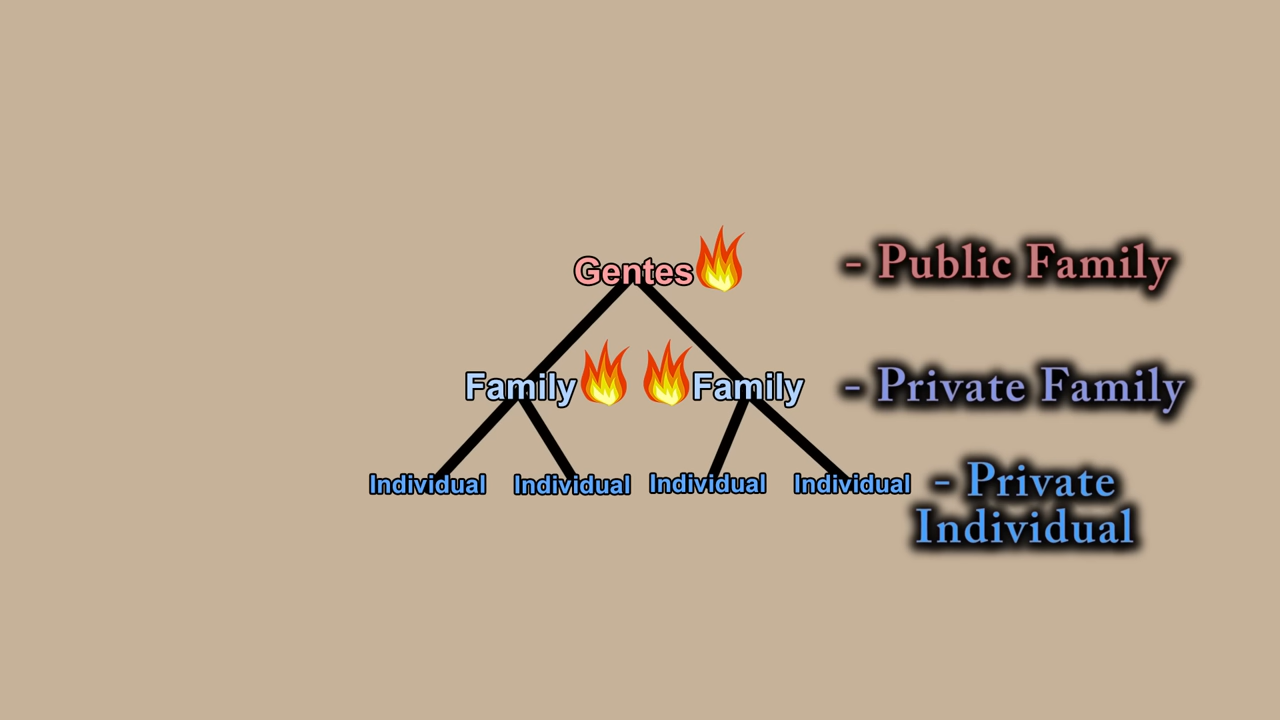 Gentes
- Public Family
Family
Family
- Private Family
Individual
Individual
Individual
Individual
- Private
Individual